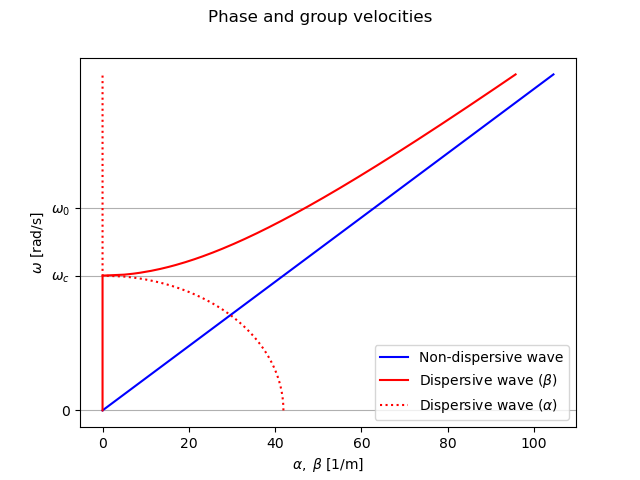 Phase and group velocities
ω [rad/s]
ω₀
ω_c
0
Non-dispersive wave
Dispersive wave (β)
Dispersive wave (α)
0 20 40 60 80 100
α, β [1/m]